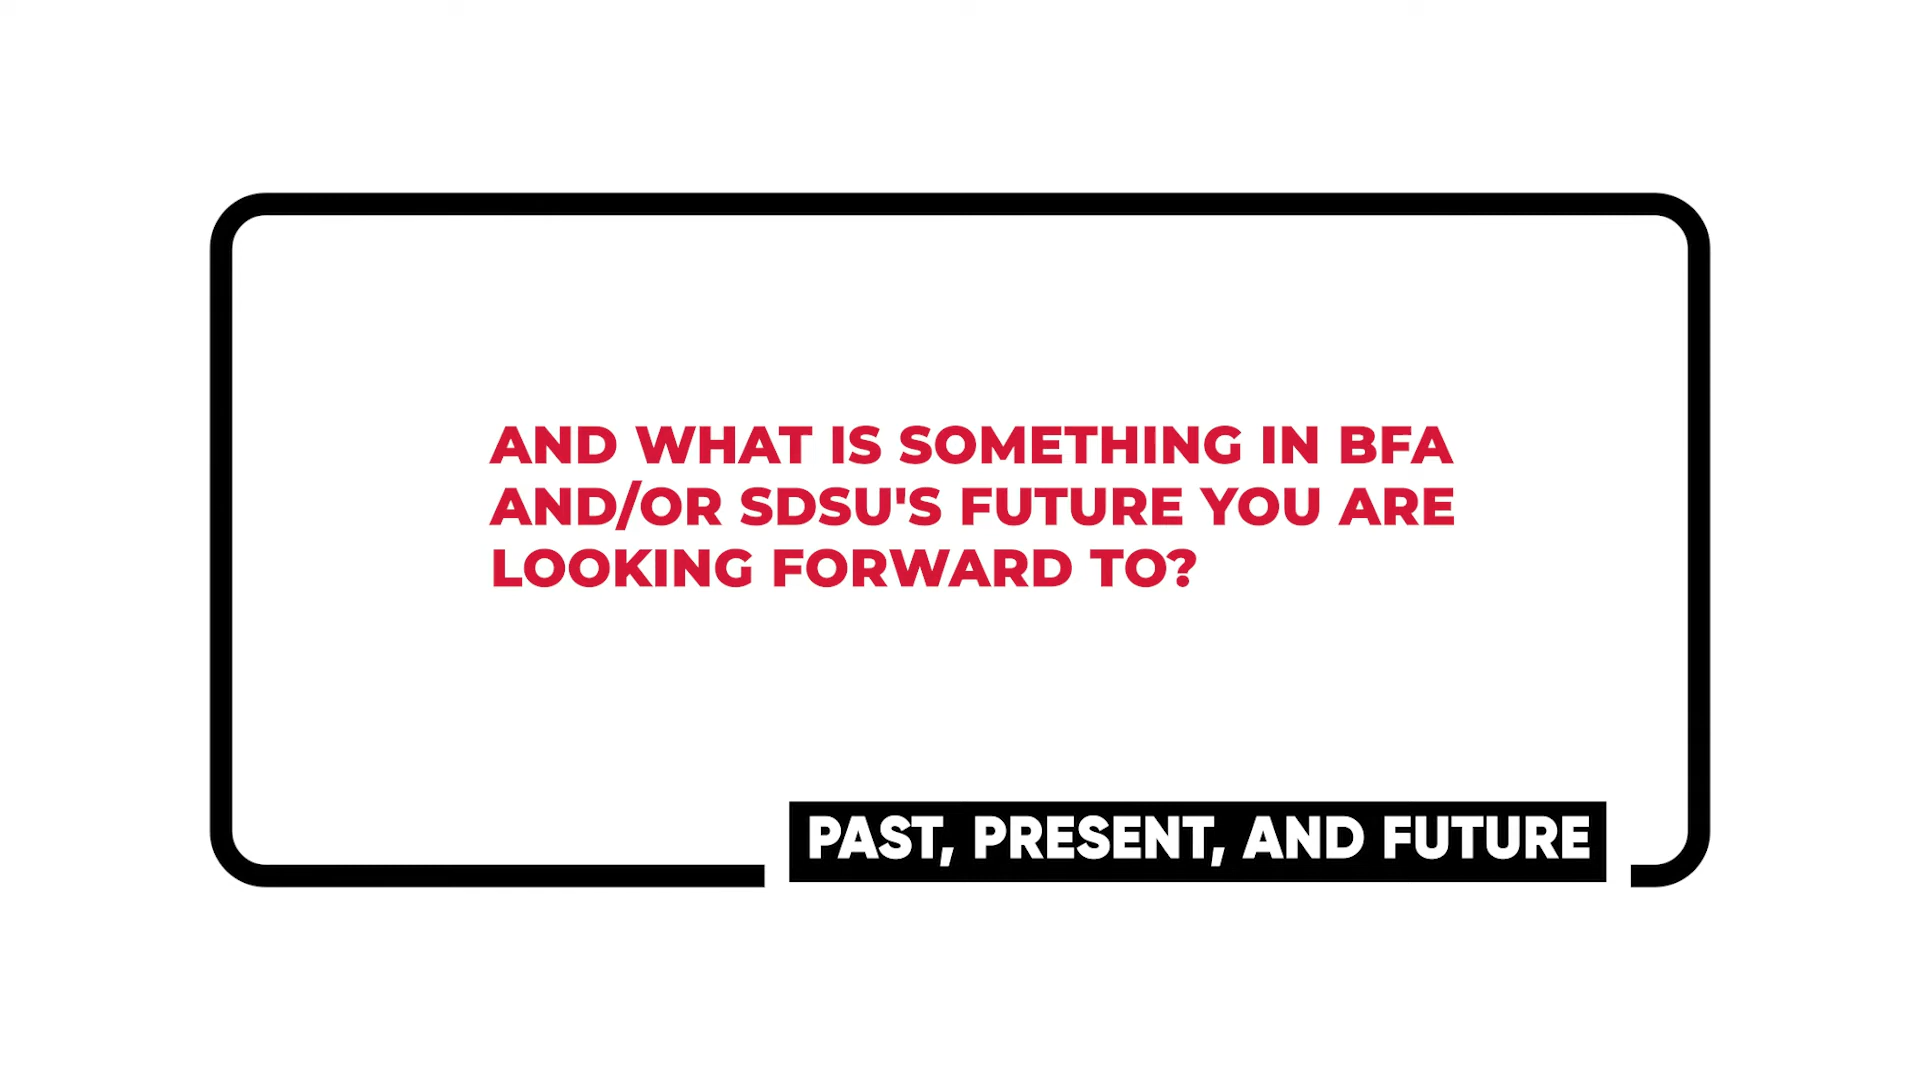 AND WHAT IS SOMETHING IN BFA
AND/OR SDSU'S FUTURE YOU ARE
LOOKING FORWARD TO?
PAST, PRESENT, AND FUTURE